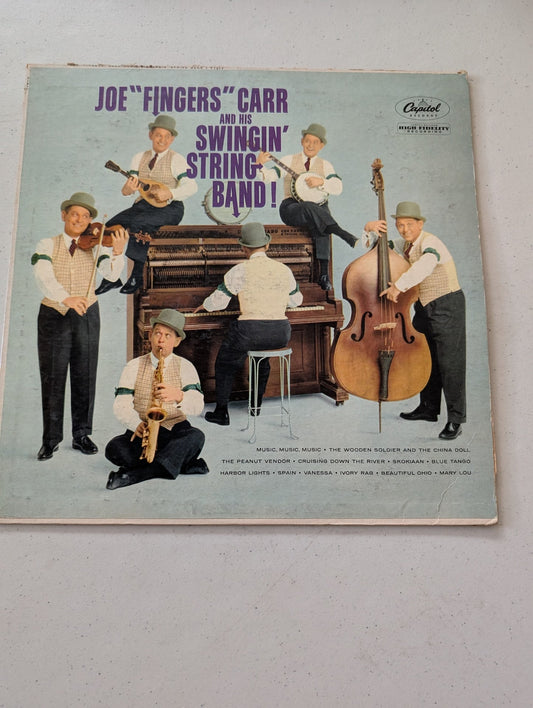 JOE "FINGERS" CARR
AND HIS
SWINGIN'
STRING
BAND!
Capitol
RECORDS
HIGH FIDELITY
RECORDING
MUSIC, MUSIC, MUSIC • THE WOODEN SOLDIER AND THE CHINA DOLL
THE PEANUT VENDOR • CRUISING DOWN THE RIVER • SKOKIAAN • BLUE TANGO
HARBOR LIGHTS • SPAIN • VANESSA • IVORY RAG • BEAUTIFUL OHIO • MARY LOU